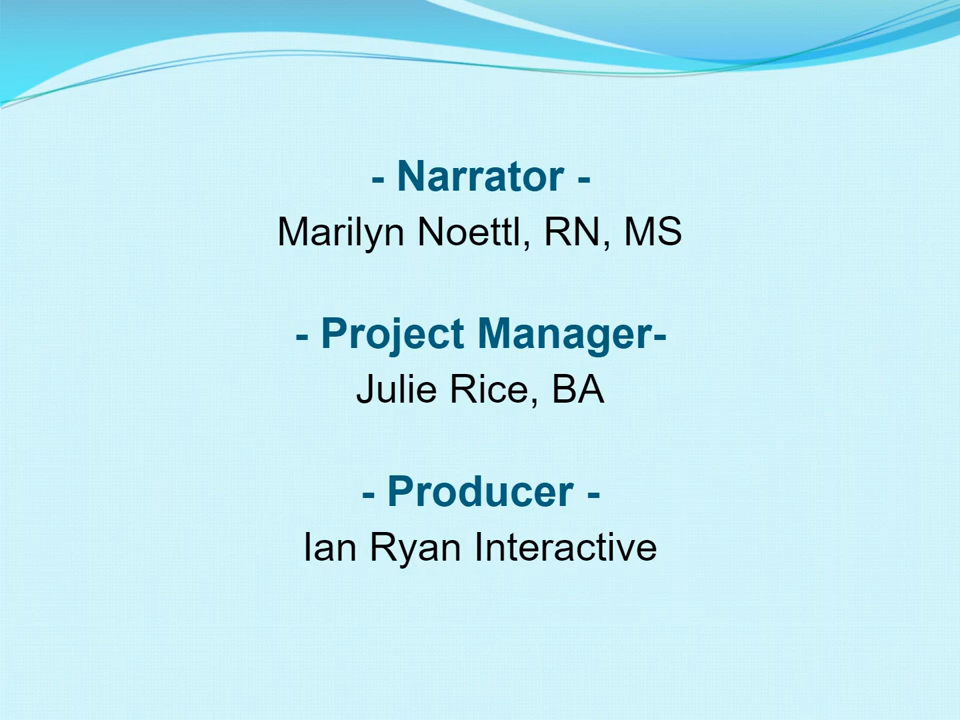 - Narrator -
Marilyn Noettl, RN, MS
- Project Manager-
Julie Rice, BA
- Producer -
Ian Ryan Interactive